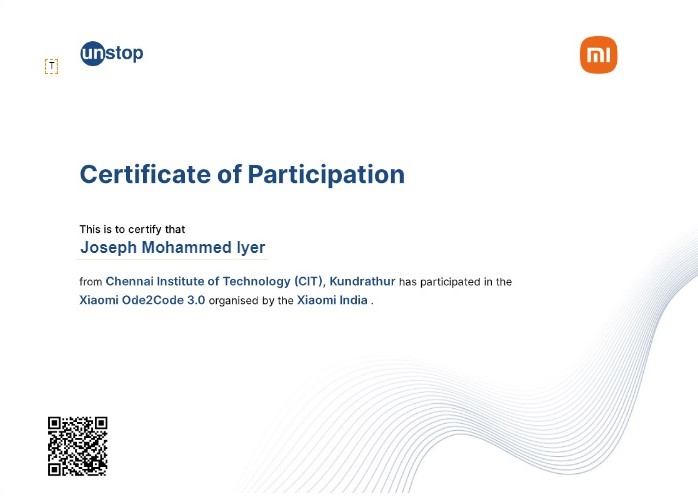 unstop
mi
T
Certificate of Participation
This is to certify that
Joseph Mohammed Iyer
from Chennai Institute of Technology (CIT), Kundrathur has participated in the
Xiaomi Ode2Code 3.0 organised by the Xiaomi India .